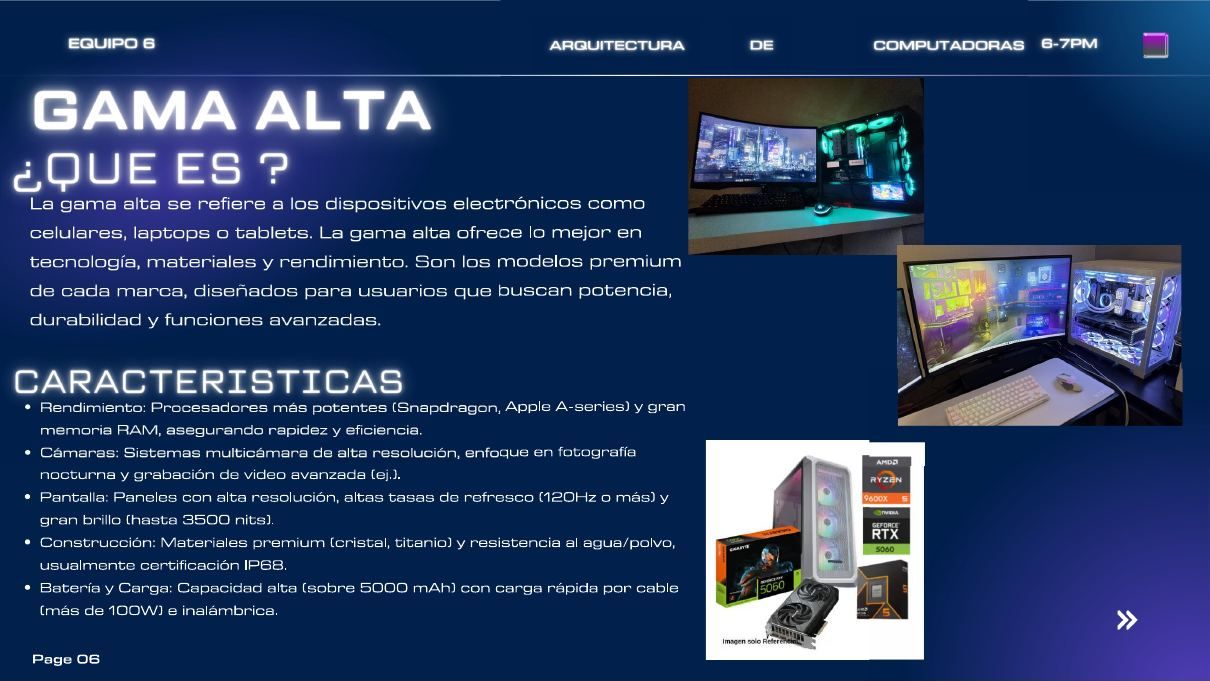 EQUIPO 6
ARQUITECTURA DE COMPUTADORAS 6-7PM
GAMA ALTA
¿QUE ES ?
La gama alta se refiere a los dispositivos electrónicos como
celulares, laptops o tablets. La gama alta ofrece lo mejor en
tecnología, materiales y rendimiento. Son los modelos premium
de cada marca, diseñados para usuarios que buscan potencia,
durabilidad y funciones avanzadas.
CARACTERISTICAS
• Rendimiento: Procesadores más potentes (Snapdragon, Apple A-series) y gran
memoria RAM, asegurando rapidez y eficiencia.
• Cámaras: Sistemas multicámara de alta resolución, enfoque en fotografía
nocturna y grabación de video avanzada (ej.).
• Pantalla: Paneles con alta resolución, altas tasas de refresco (120Hz o más) y
gran brillo (hasta 3500 nits).
• Construcción: Materiales premium (cristal, titanio) y resistencia al agua/polvo,
usualmente certificación IP68.
• Batería y Carga: Capacidad alta (sobre 5000 mAh) con carga rápida por cable
(más de 100W) e inalámbrica.
AMD
RYZEN
9600X 5
NVIDIA
GEFORCE
RTX
5060
GIGABYTE
5060
5
Imagen solo Referencial
Page 06